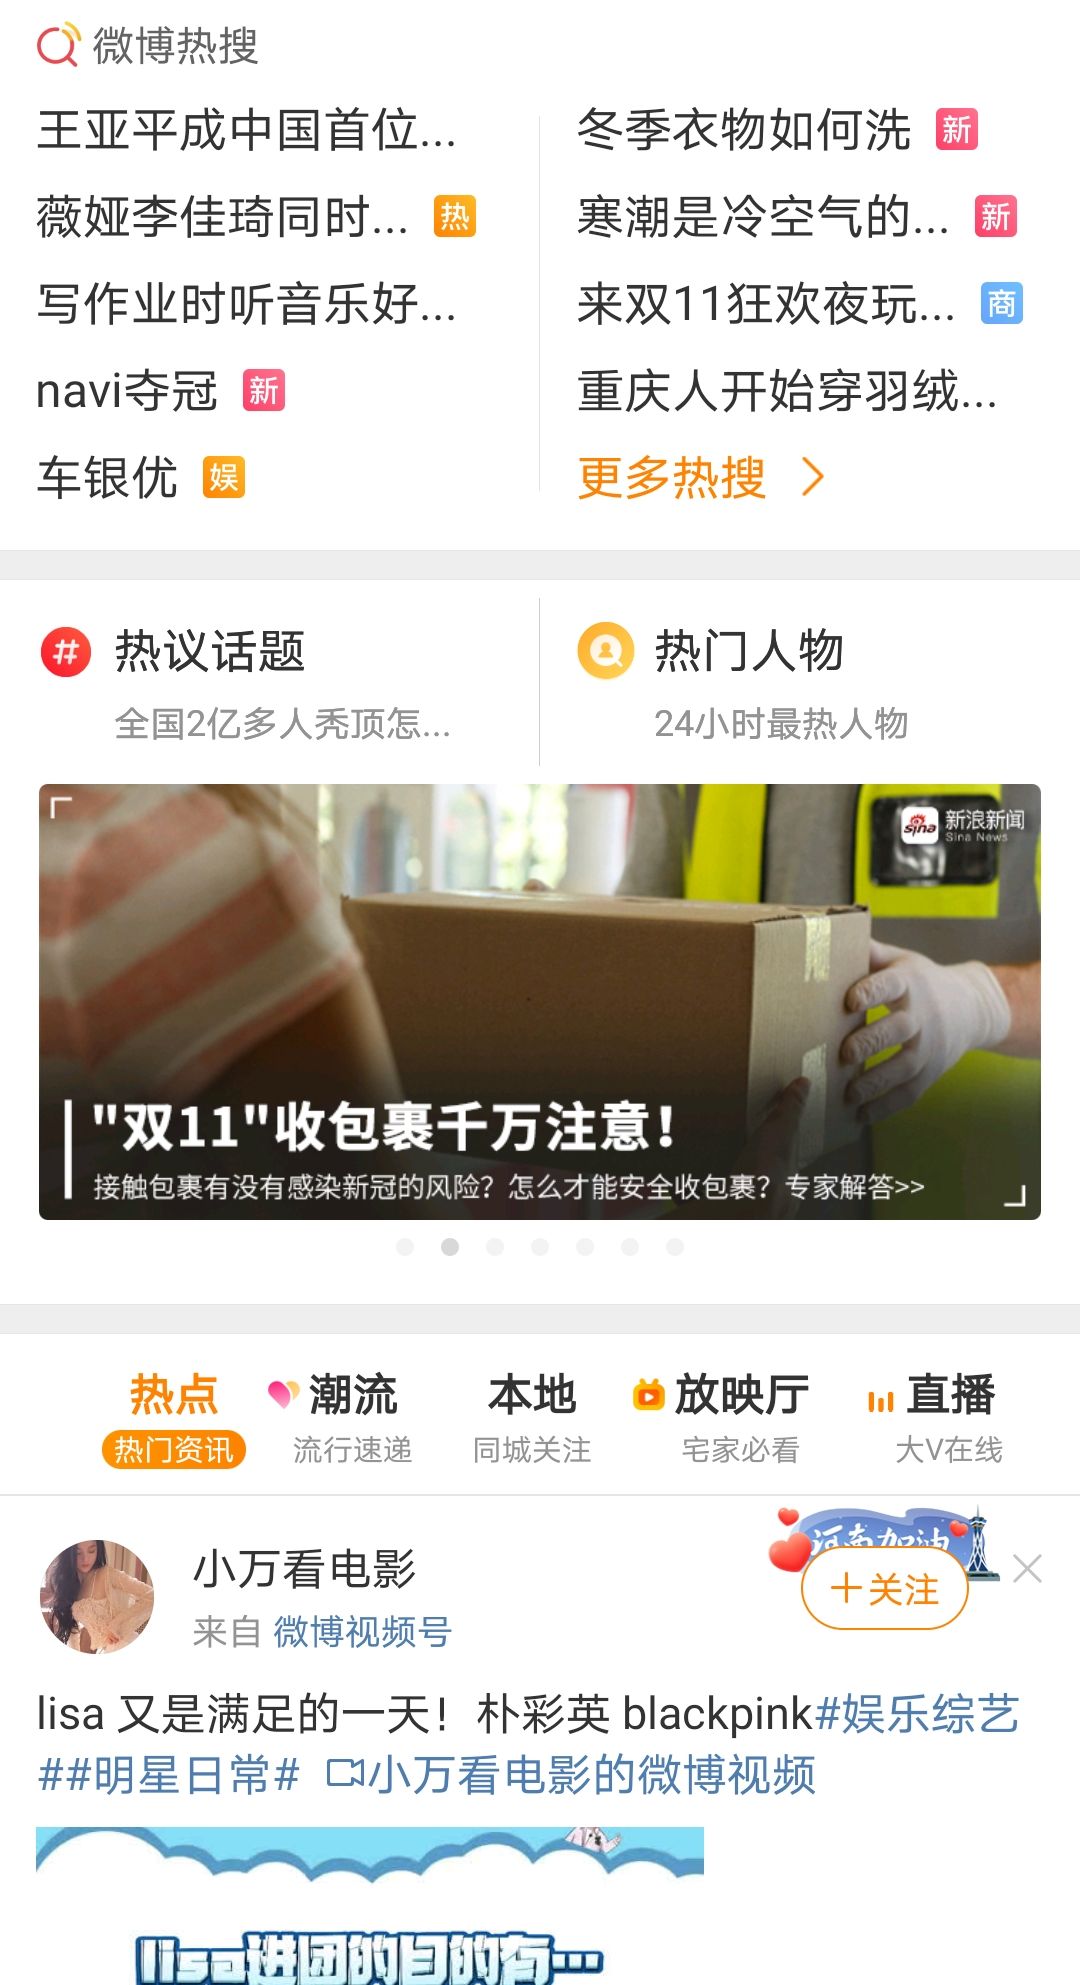 微博热搜
王亚平成中国首位...
冬季衣物如何洗 新
薇娅李佳琦同时... 热
寒潮是冷空气的... 新
写作业时听音乐好...
来双11狂欢夜玩... 商
navi夺冠 新
重庆人开始穿羽绒...
车银优 娱
更多热搜
热议话题
全国2亿多人秃顶怎...
热门人物
24小时最热人物
sina 新浪新闻
Sina News
"双11"收包裹千万注意！
接触包裹有没有感染新冠的风险？怎么才能安全收包裹？专家解答>>
热点 潮流 本地 放映厅 直播
热门资讯 流行速递 同城关注 宅家必看 大V在线
河南加油
小万看电影
+关注
来自 微博视频号
lisa 又是满足的一天！朴彩英 blackpink#娱乐综艺
##明星日常# 小万看电影的微博视频
lisa进团的目的有…